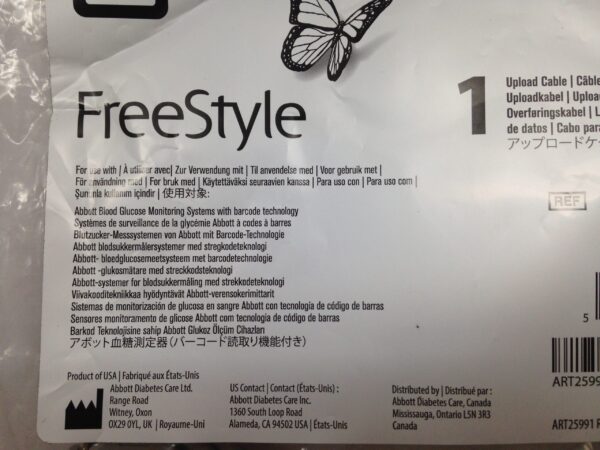 FreeStyle
1
Upload Cable | Câble
Uploadkabel |
Overføringskabel |
de datos | Cabo para
アップロードケ
For use with | À utiliser avec| Zur Verwendung mit | Til anvendelse med | Voor gebruik met |
För användning med | For bruk med | Käytettäväksi seuraavien kanssa | Para uso con | Para uso com |
Şununla kullanım içindir | 使用対象:
REF
Abbott Blood Glucose Monitoring Systems with barcode technology
Systèmes de surveillance de la glycémie Abbott à codes à barres
Blutzucker-Messsystemen von Abbott mit Barcode-Technologie
Abbott blodsukkermålersystemer med stregkodeteknologi
Abbott- bloedglucosemeetsysteem met barcodetechnologie
Abbott -glukosmätare med streckkodsteknologi
Abbott-systemer for blodsukkermåling med strekkodeteknologi
Viivakooditekniikkaa hyödyntävät Abbott-verensokerimittarit
Sistemas de monitorización de glucosa en sangre Abbott con tecnología de código de barras
Sensores monitoramento de glicose Abbott com tecnologia de código de barras
Barkod Teknolojisine sahip Abbott Glukoz Ölçüm Cihazları
アボット血糖測定器（バーコード読取り機能付き）
5
Product of USA | Fabriqué aux États-Unis
Abbott Diabetes Care Ltd.
Range Road
Witney, Oxon
OX29 0YL, UK | Royaume-Uni
US Contact | Contact (États-Unis) :
Abbott Diabetes Care Inc.
1360 South Loop Road
Alameda, CA 94502 USA | États-Unis
Distributed by | Distribué par :
Abbott Diabetes Care, Canada
Mississauga, Ontario L5N 3R3
Canada
ART2599
ART25991 R